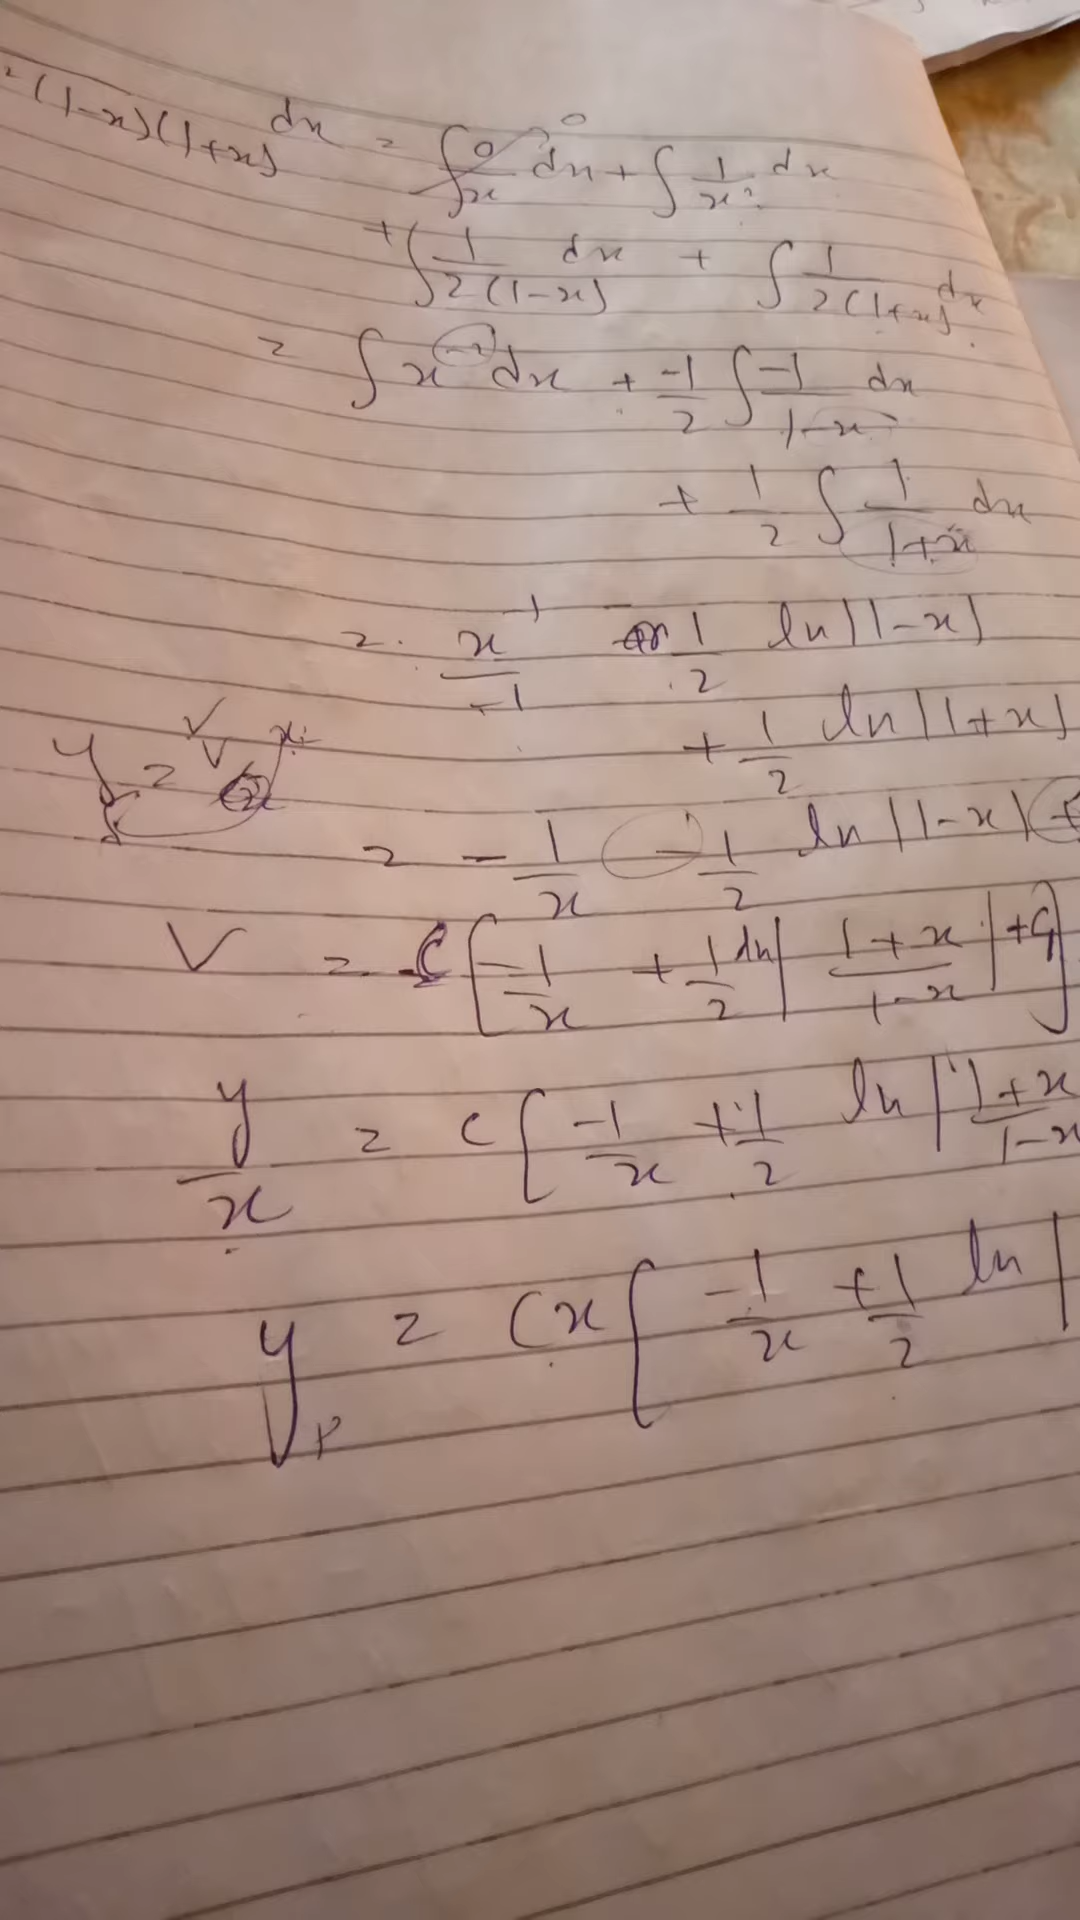 ²(1-x)(1+x) dx = ∫ 0/x dx → 0 + ∫ 1/x² dx
+ ∫ 1/2(1-x) dx + ∫ 1/2(1+x) dx
= ∫ x⁻² dx + -1/2 ∫ -1/1-x dx
+ 1/2 ∫ 1/1+x dx
= x⁻¹/-1 - 1/2 ln|1-x|
+ 1/2 ln|1+x|
y = V x
= - 1/x - 1/2 ln|1-x| +
V = C[-1/x + 1/2 ln|1+x/1-x| + C₁]
y/x = C[-1/x + 1/2 ln|1+x/1-x
y = Cx[-1/x + 1/2 ln|